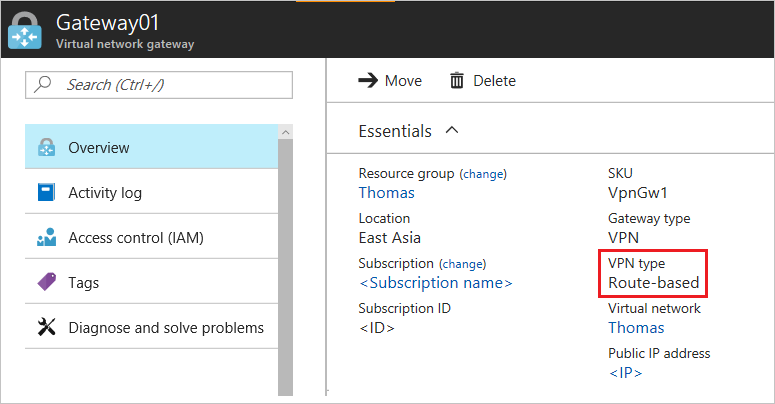 Gateway01
Virtual network gateway
Search (Ctrl+/)
Overview
Activity log
Access control (IAM)
Tags
Diagnose and solve problems
Move
Delete
Essentials
Resource group (change)
Thomas
Location
East Asia
Subscription (change)
<Subscription name>
Subscription ID
<ID>
SKU
VpnGw1
Gateway type
VPN
VPN type
Route-based
Virtual network
Thomas
Public IP address
<IP>